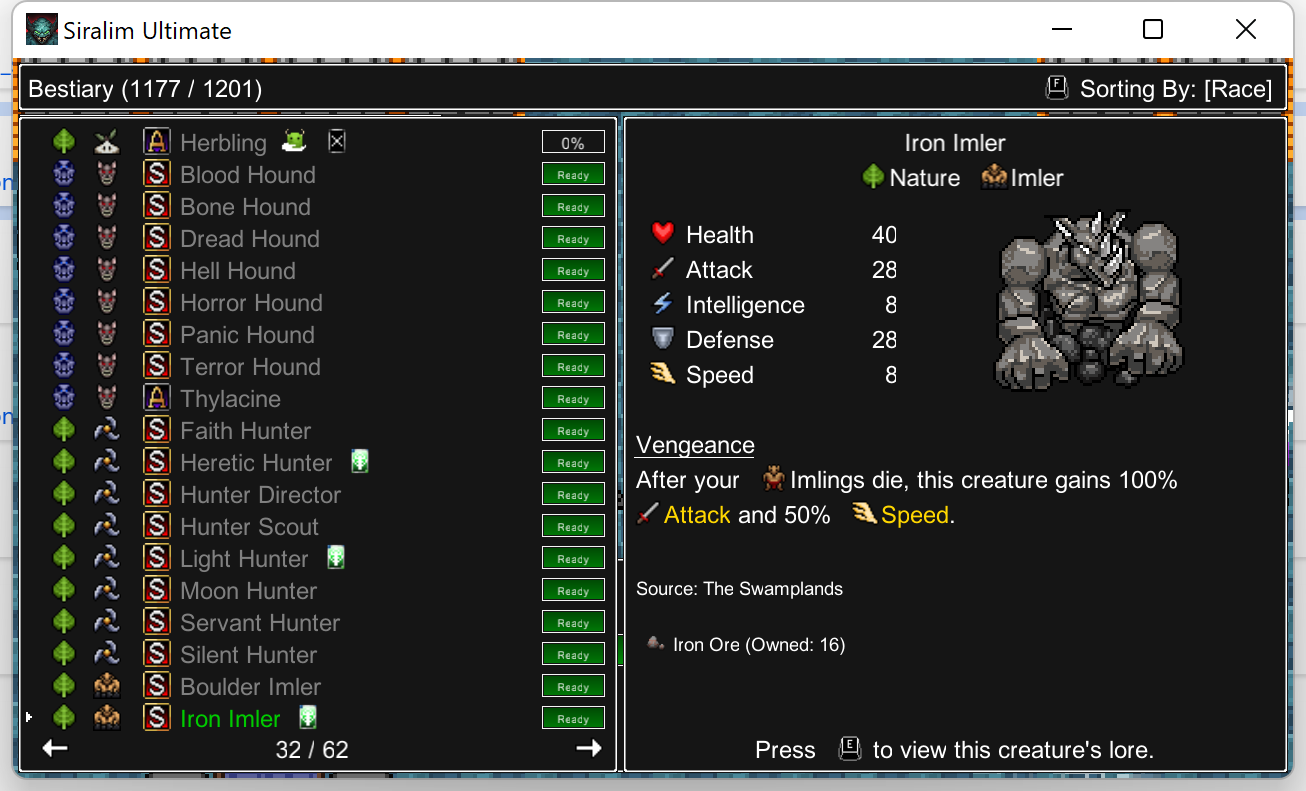 Siralim Ultimate
Bestiary (1177 / 1201)
F Sorting By: [Race]
A Herbling 0%
S Blood Hound Ready
S Bone Hound Ready
S Dread Hound Ready
S Hell Hound Ready
S Horror Hound Ready
S Panic Hound Ready
S Terror Hound Ready
A Thylacine Ready
S Faith Hunter Ready
S Heretic Hunter Ready
S Hunter Director Ready
S Hunter Scout Ready
S Light Hunter Ready
S Moon Hunter Ready
S Servant Hunter Ready
S Silent Hunter Ready
S Boulder Imler Ready
S Iron Imler Ready
32 / 62
Iron Imler
Nature Imler
Health 40
Attack 28
Intelligence 8
Defense 28
Speed 8
Vengeance
After your Imlings die, this creature gains 100%
Attack and 50% Speed.
Source: The Swamplands
Iron Ore (Owned: 16)
Press E to view this creature's lore.